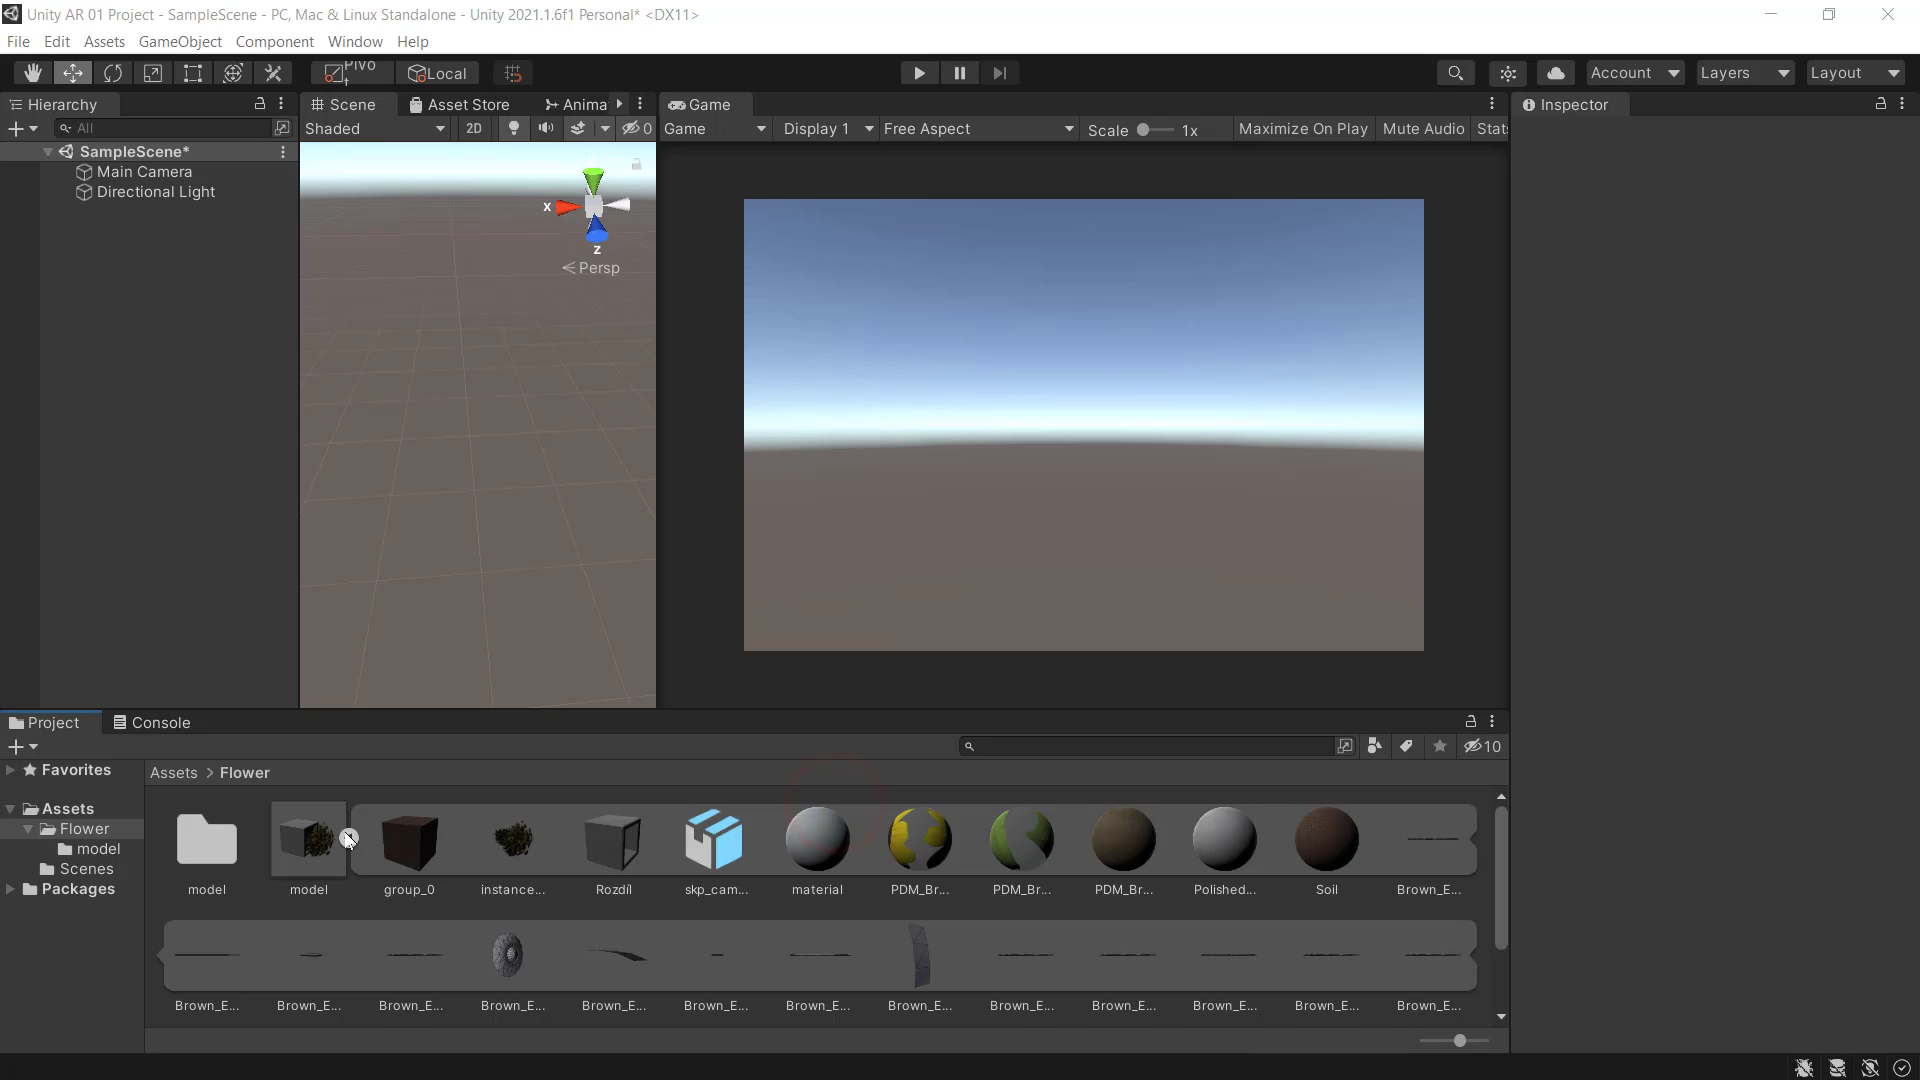 Unity AR 01 Project - SampleScene - PC, Mac & Linux Standalone - Unity 2021.1.6f1 Personal* <DX11>
File Edit Assets GameObject Component Window Help
Pivot Local Account Layers Layout
Hierarchy Scene Asset Store Anima Game Inspector
All Shaded 2D 0 Game Display 1 Free Aspect Scale 1x Maximize On Play Mute Audio Stats
SampleScene*
Main Camera
Directional Light
x
z
Persp
Project Console
10
Favorites
Assets > Flower
Assets
Flower
model
Scenes
Packages
model model group_0 instance... Rozdíl skp_cam... material PDM_Br... PDM_Br... PDM_Br... Polished... Soil Brown_E...
Brown_E... Brown_E... Brown_E... Brown_E... Brown_E... Brown_E... Brown_E... Brown_E... Brown_E... Brown_E... Brown_E... Brown_E... Brown_E...